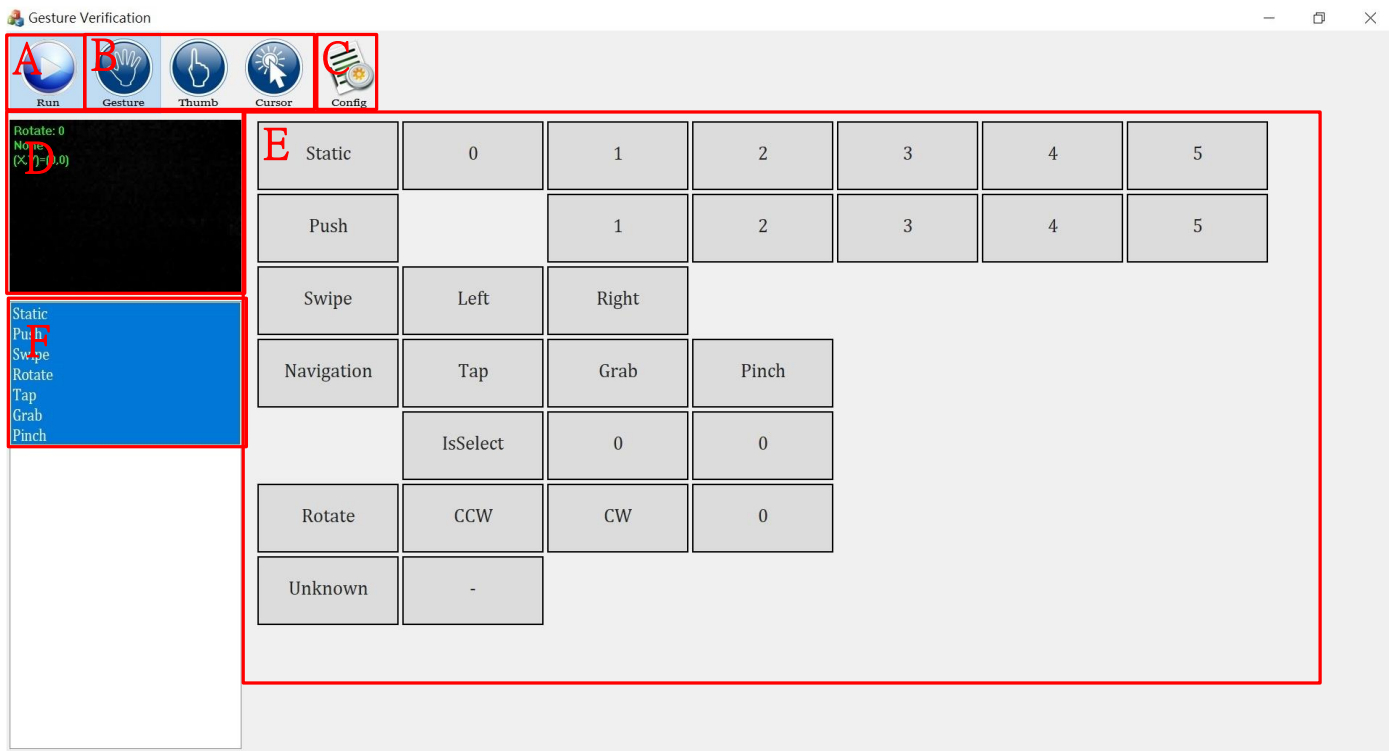 Gesture Verification
A B C
Run Gesture Thumb Cursor Config
Rotate: 0
None
(X,Y)=(0,0)
D
E
Static 0 1 2 3 4 5
Push 1 2 3 4 5
Swipe Left Right
Navigation Tap Grab Pinch
IsSelect 0 0
Rotate CCW CW 0
Unknown -
F
Static
Push
Swipe
Rotate
Tap
Grab
Pinch